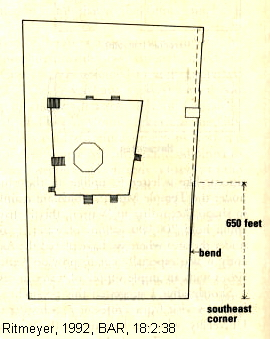 650 feet
bend
southeast
corner
Ritmeyer, 1992, BAR, 18:2:38